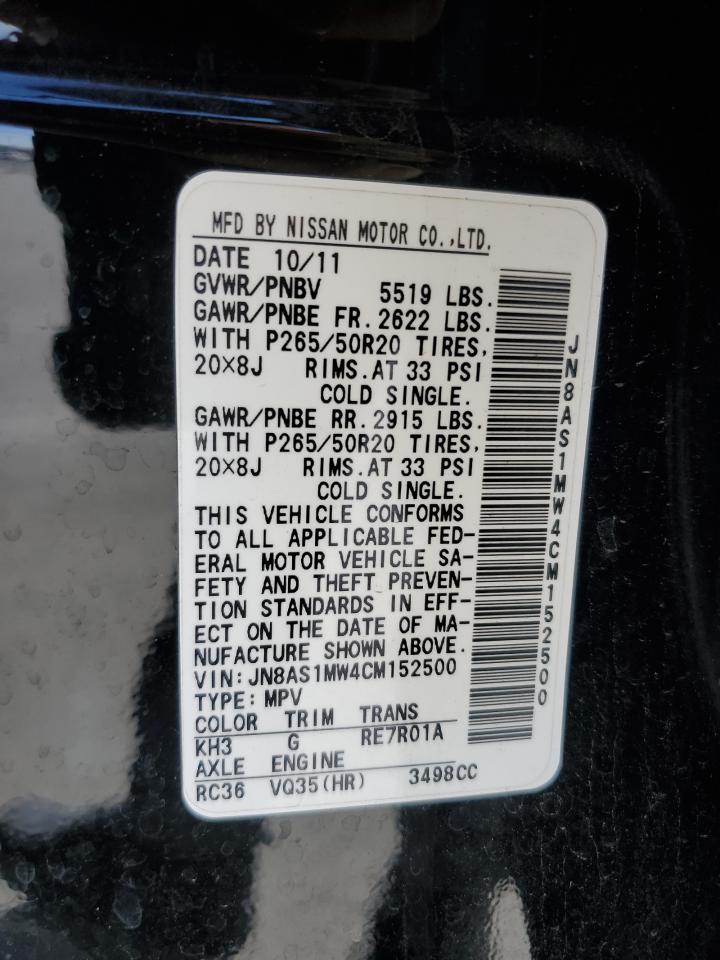 MFD BY NISSAN MOTOR CO.,LTD.
DATE 10/11
GVWR/PNBV 5519 LBS.
GAWR/PNBE FR. 2622 LBS.
WITH P265/50R20 TIRES,
20×8J RIMS.AT 33 PSI
COLD SINGLE.
GAWR/PNBE RR. 2915 LBS.
WITH P265/50R20 TIRES,
20×8J RIMS.AT 33 PSI
COLD SINGLE.
THIS VEHICLE CONFORMS
TO ALL APPLICABLE FED-
ERAL MOTOR VEHICLE SA-
FETY AND THEFT PREVEN-
TION STANDARDS IN EFF-
ECT ON THE DATE OF MA-
NUFACTURE SHOWN ABOVE.
VIN:JN8AS1MW4CM152500
TYPE:MPV
COLOR TRIM TRANS
KH3 G RE7R01A
AXLE ENGINE
RC36 VQ35(HR) 3498CC
JN8AS1MW4CM152500